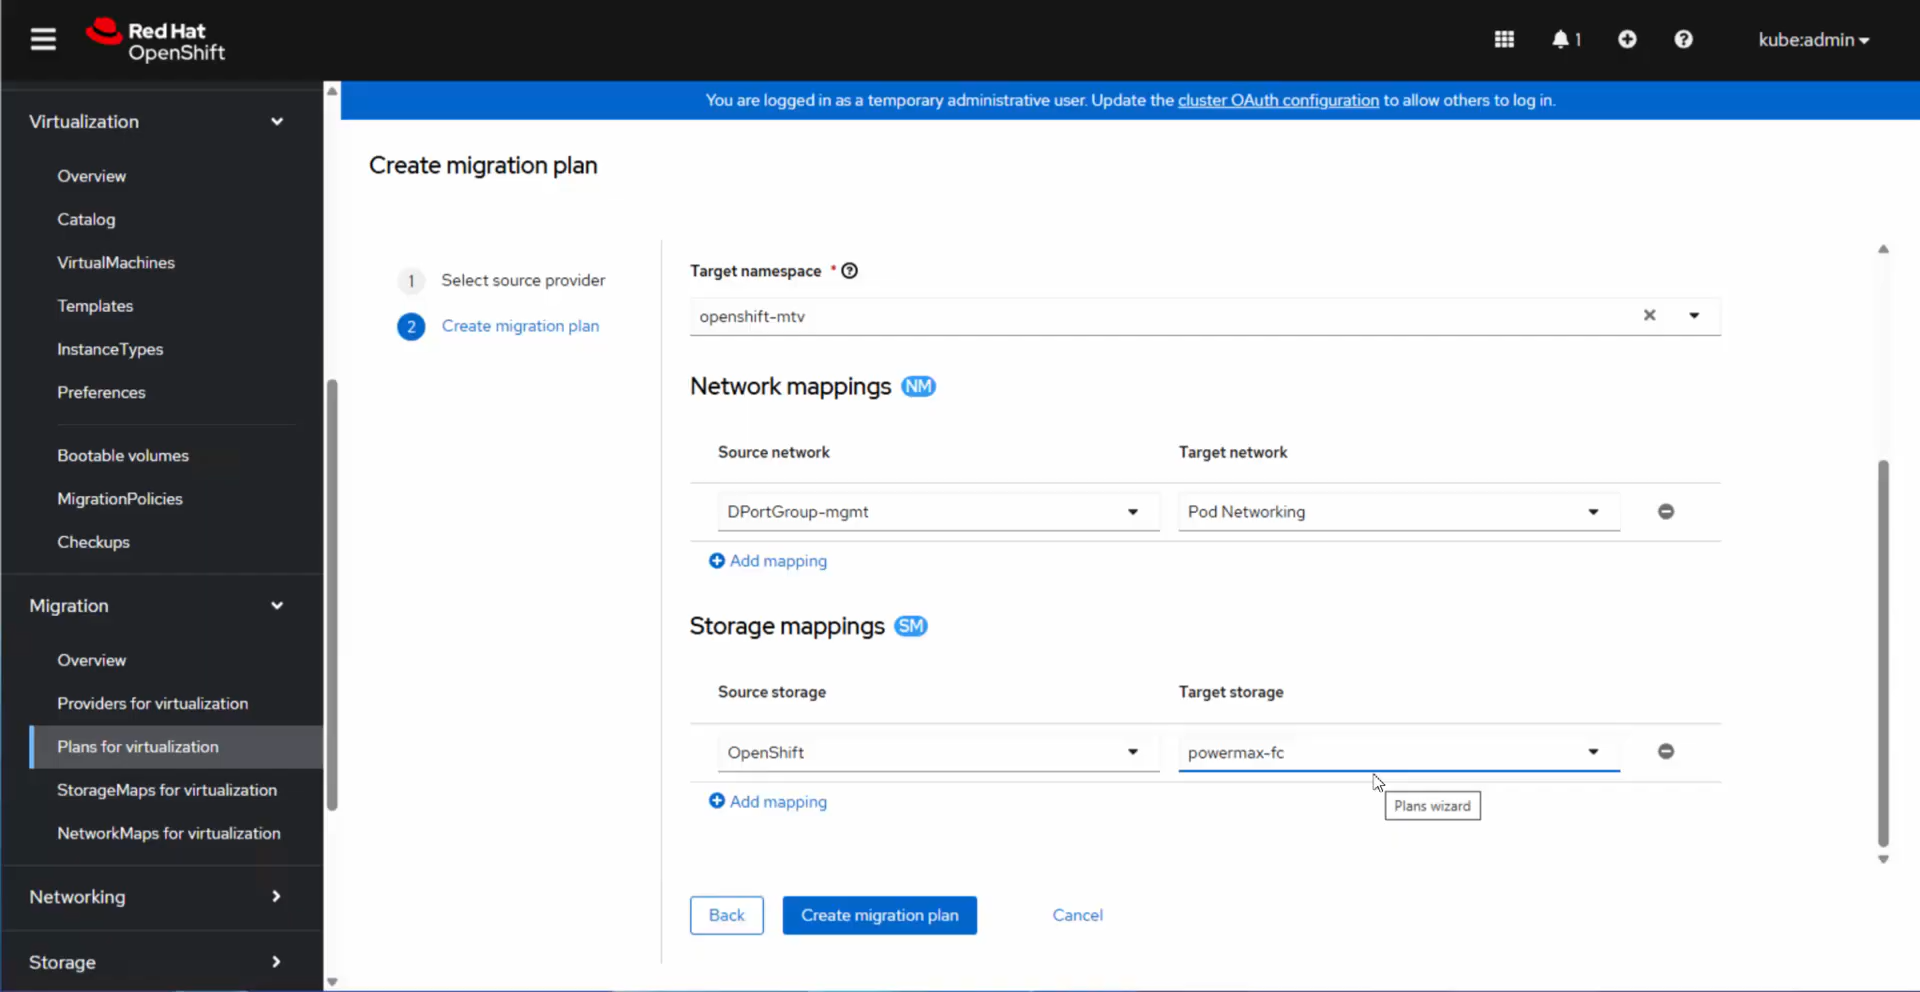 Red Hat
OpenShift
1
kube:admin
You are logged in as a temporary administrative user. Update the cluster OAuth configuration to allow others to log in.
Virtualization
Overview
Catalog
VirtualMachines
Templates
InstanceTypes
Preferences
Bootable volumes
MigrationPolicies
Checkups
Migration
Overview
Providers for virtualization
Plans for virtualization
StorageMaps for virtualization
NetworkMaps for virtualization
Networking
Storage
Create migration plan
1 Select source provider
2 Create migration plan
Target namespace *
openshift-mtv
Network mappings NM
Source network Target network
DPortGroup-mgmt Pod Networking
Add mapping
Storage mappings SM
Source storage Target storage
OpenShift powermax-fc
Plans wizard
Add mapping
Back Create migration plan Cancel